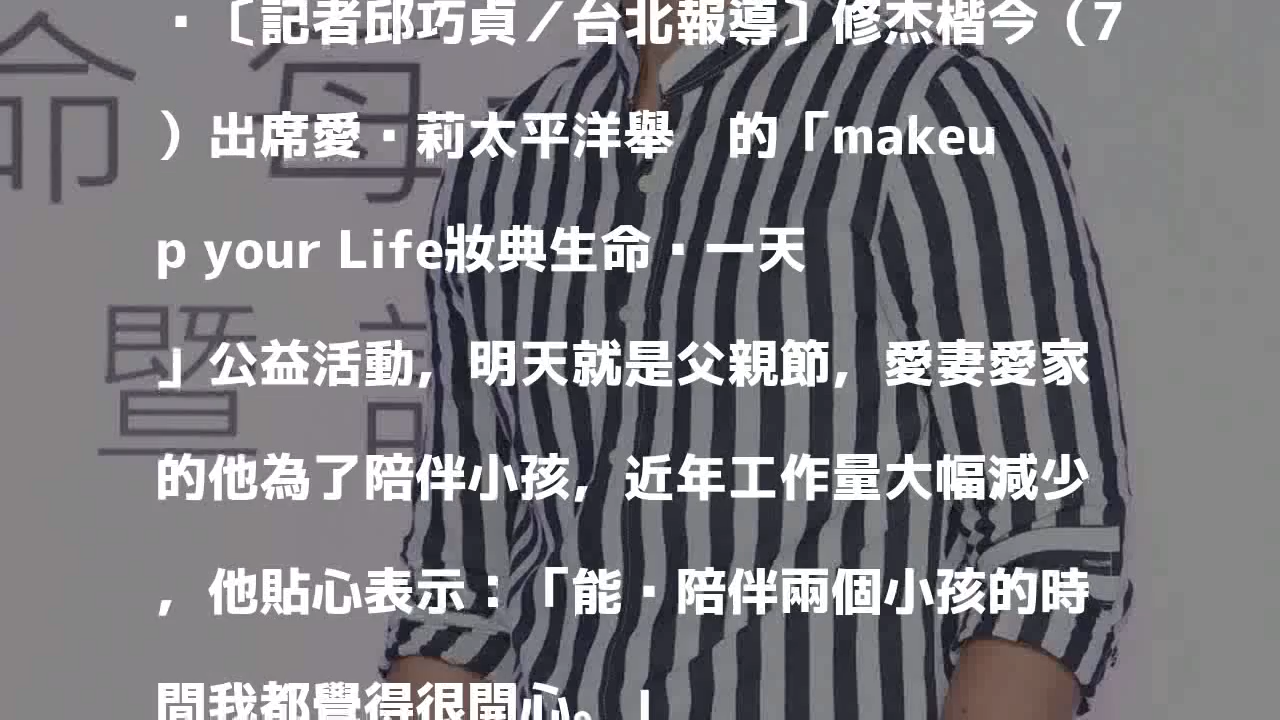 ・〔記者邱巧貞／台北報導〕修杰楷今（7
）出席愛・莉太平洋舉　的「makeu
p your Life妝典生命・一天
」公益活動，明天就是父親節，愛妻愛家
的他為了陪伴小孩，近年工作量大幅減少
，他貼心表示：「能・陪伴兩個小孩的時
間我都覺得很開心。」
命 母
暨